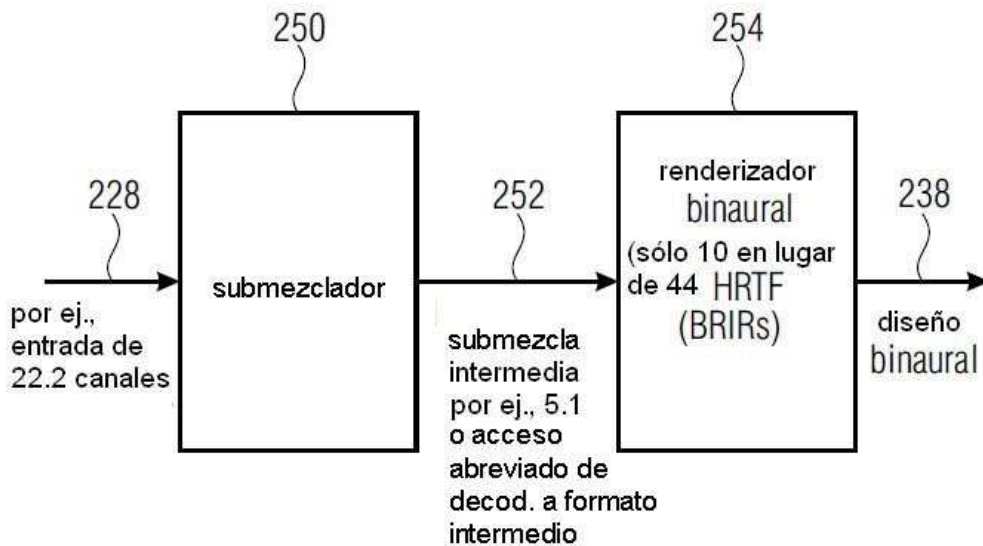 250
254
228
252
238
submezclador
renderizador
binaural
(sólo 10 en lugar
de 44 HRTF
(BRIRs)
por ej.,
entrada de
22.2 canales
submezcla
intermedia
por ej., 5.1
o acceso
abreviado de
decod. a formato
intermedio
diseño
binaural